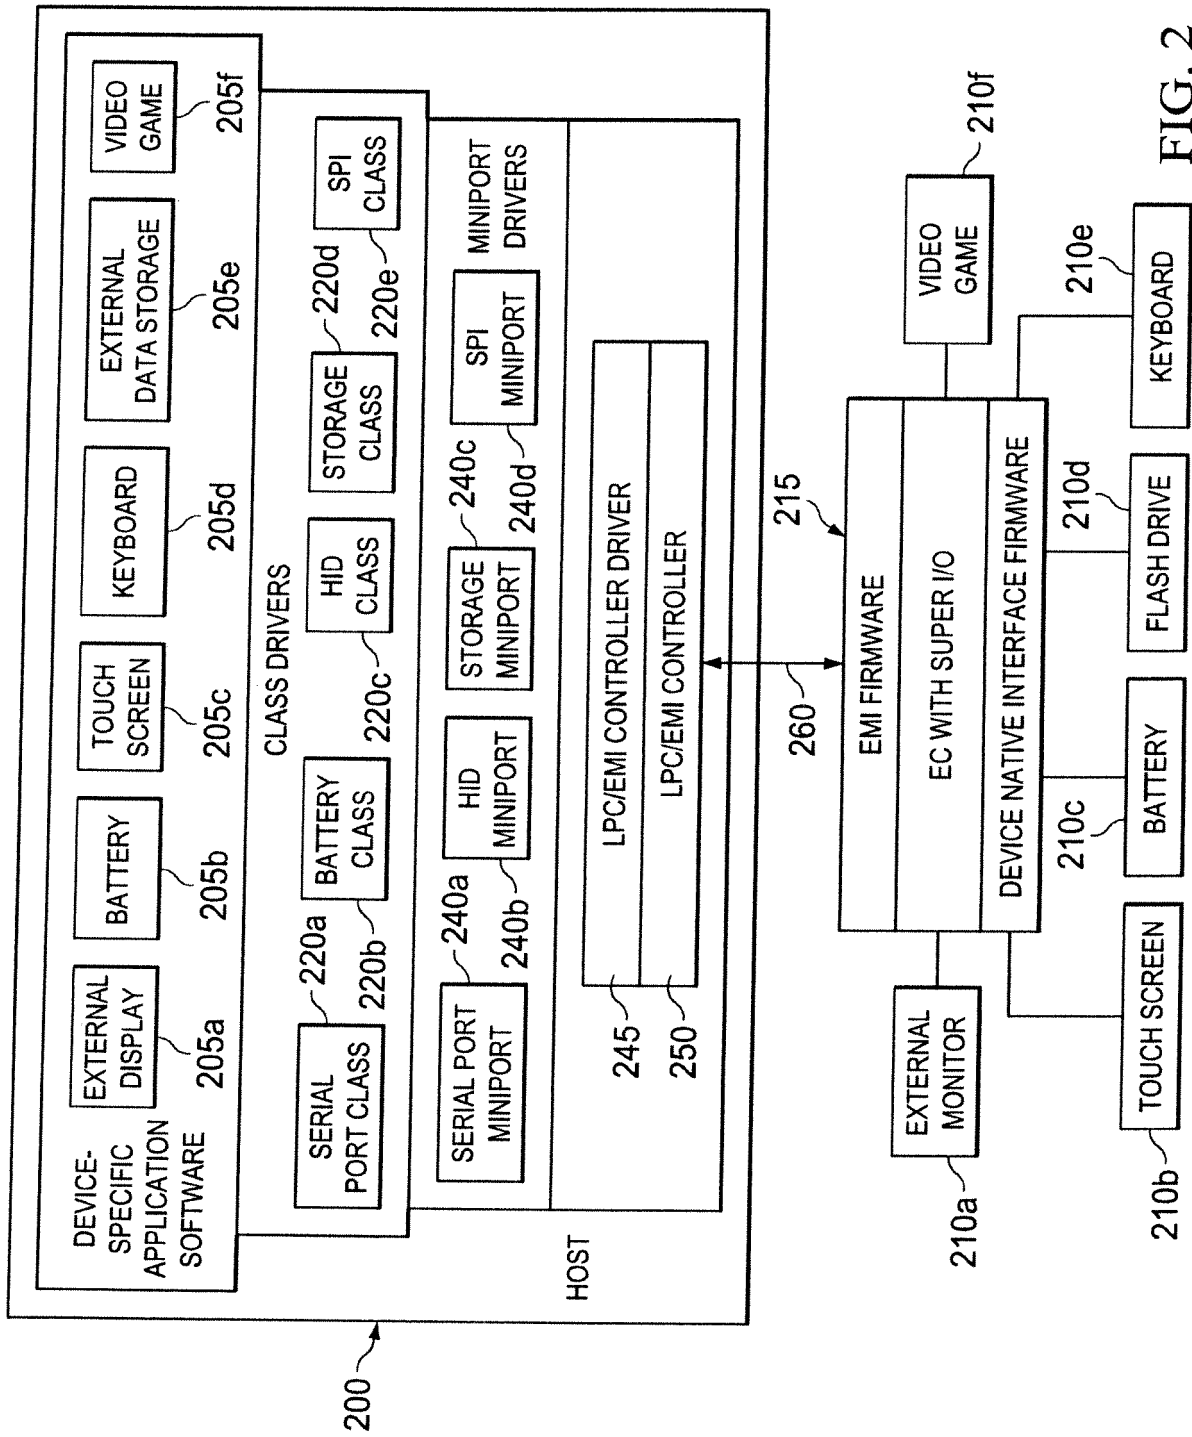 200
HOST
DEVICE-
SPECIFIC
APPLICATION
SOFTWARE
EXTERNAL
DISPLAY
205a
BATTERY
205b
TOUCH
SCREEN
205c
KEYBOARD
205d
EXTERNAL
DATA STORAGE
205e
VIDEO
GAME
205f
CLASS DRIVERS
SERIAL
PORT CLASS
220a
BATTERY
CLASS
220b
HID
CLASS
220c
STORAGE
CLASS
220d
SPI
CLASS
220e
SERIAL PORT
MINIPORT
240a
HID
MINIPORT
240b
STORAGE
MINIPORT
240c
SPI
MINIPORT
240d
MINIPORT
DRIVERS
LPC/EMI CONTROLLER DRIVER
245
LPC/EMI CONTROLLER
250
260
215
EMI FIRMWARE
EC WITH SUPER I/O
DEVICE NATIVE INTERFACE FIRMWARE
EXTERNAL
MONITOR
210a
VIDEO
GAME
210f
TOUCH SCREEN
210b
BATTERY
210c
FLASH DRIVE
210d
KEYBOARD
210e
FIG. 2